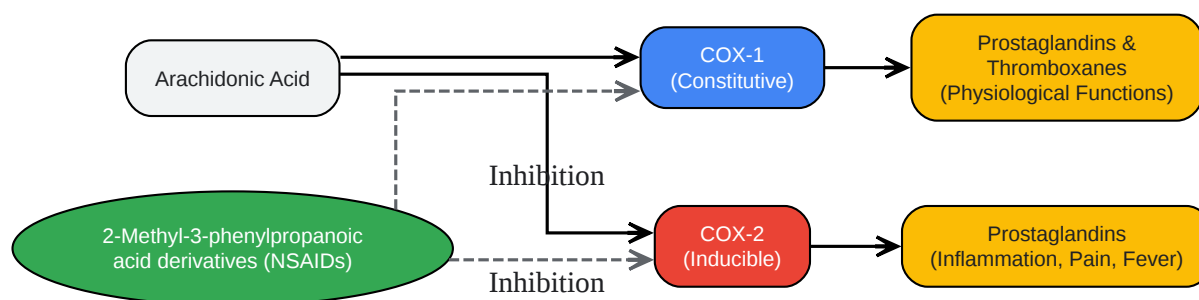 Arachidonic Acid
COX-1
(Constitutive)
Prostaglandins &
Thromboxanes
(Physiological Functions)
Inhibition
2-Methyl-3-phenylpropanoic
acid derivatives (NSAIDs)
Inhibition
COX-2
(Inducible)
Prostaglandins
(Inflammation, Pain, Fever)